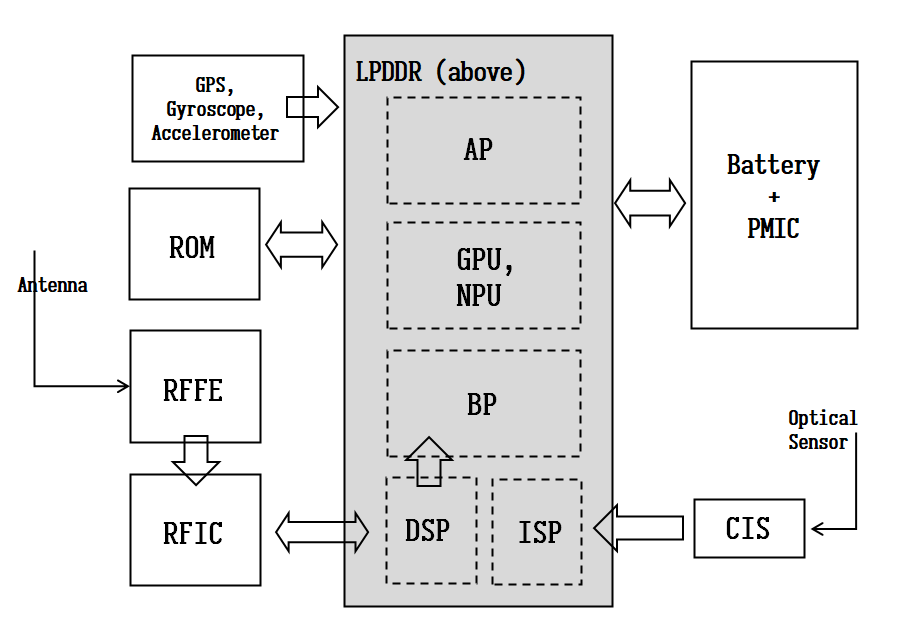 GPS,
Gyroscope,
Accelerometer
ROM
Antenna
RFFE
RFIC
LPDDR (above)
AP
GPU,
NPU
BP
DSP
ISP
Battery
+
PMIC
Optical
Sensor
CIS